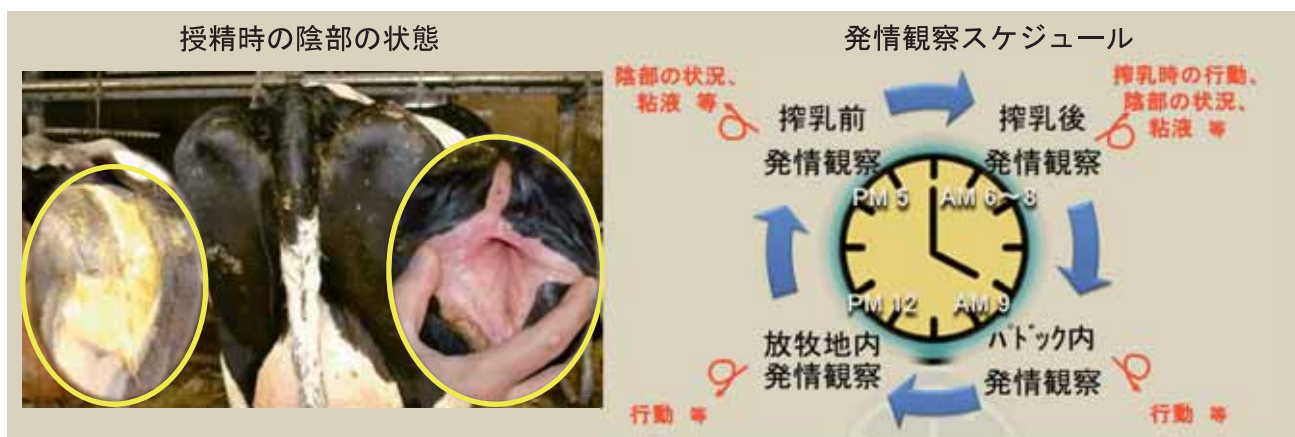 授精時の陰部の状態
発情観察スケジュール
陰部の状況、
粘液 等
搾乳前
発情観察
搾乳時の行動、
陰部の状況、
粘液 等
搾乳後
発情観察
PM 5
AM 6~8
PM 12
AM 9
放牧地内
発情観察
行動 等
パドック内
発情観察
行動 等